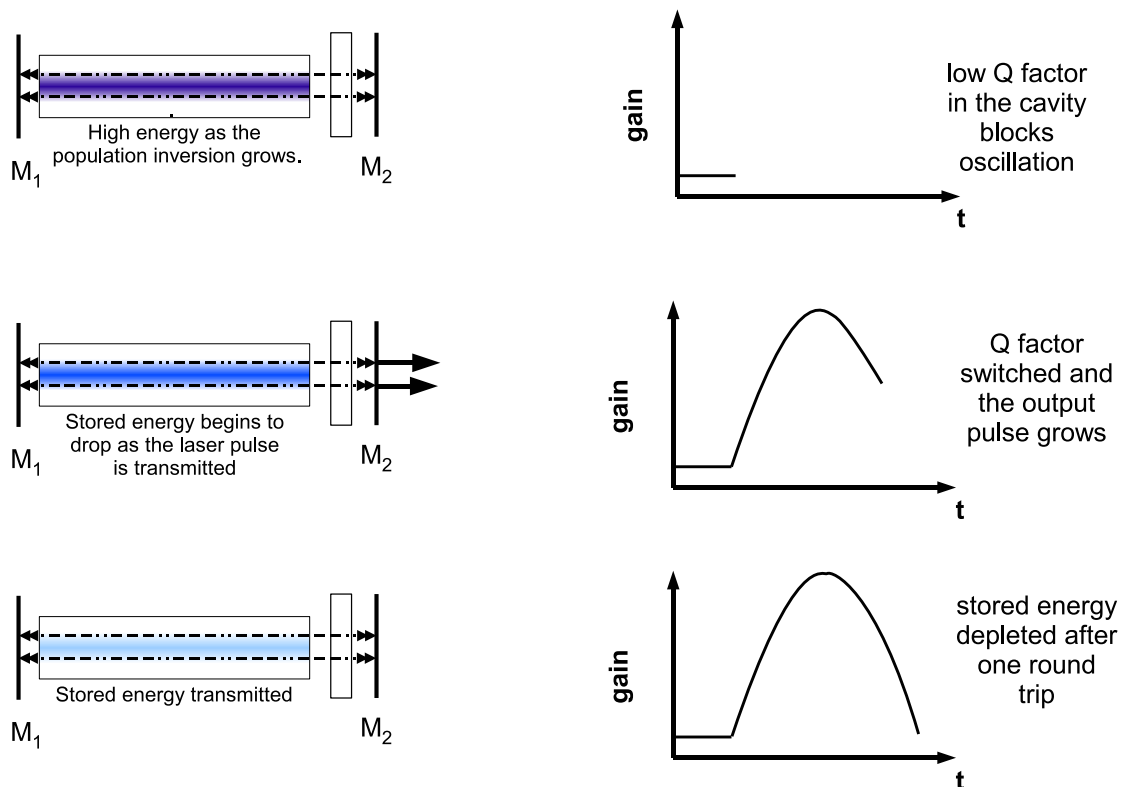 High energy as the
population inversion grows.
M1
M2
gain
t
low Q factor
in the cavity
blocks
oscillation
Stored energy begins to
drop as the laser pulse
is transmitted
M1
M2
gain
t
Q factor
switched and
the output
pulse grows
Stored energy transmitted
M1
M2
gain
t
stored energy
depleted after
one round
trip